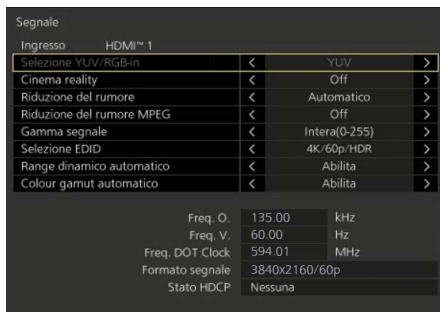 Segnale
Ingresso HDMI™ 1
Selezione YUV/RGB-in < YUV >
Cinema reality < Off >
Riduzione del rumore < Automatico >
Riduzione del rumore MPEG < Off >
Gamma segnale < Intera(0-255) >
Selezione EDID < 4K/60p/HDR >
Range dinamico automatico < Abilita >
Colour gamut automatico < Abilita >
Freq. O. 135.00 kHz
Freq. V. 60.00 Hz
Freq. DOT Clock 594.01 MHz
Formato segnale 3840x2160/60p
Stato HDCP Nessuna